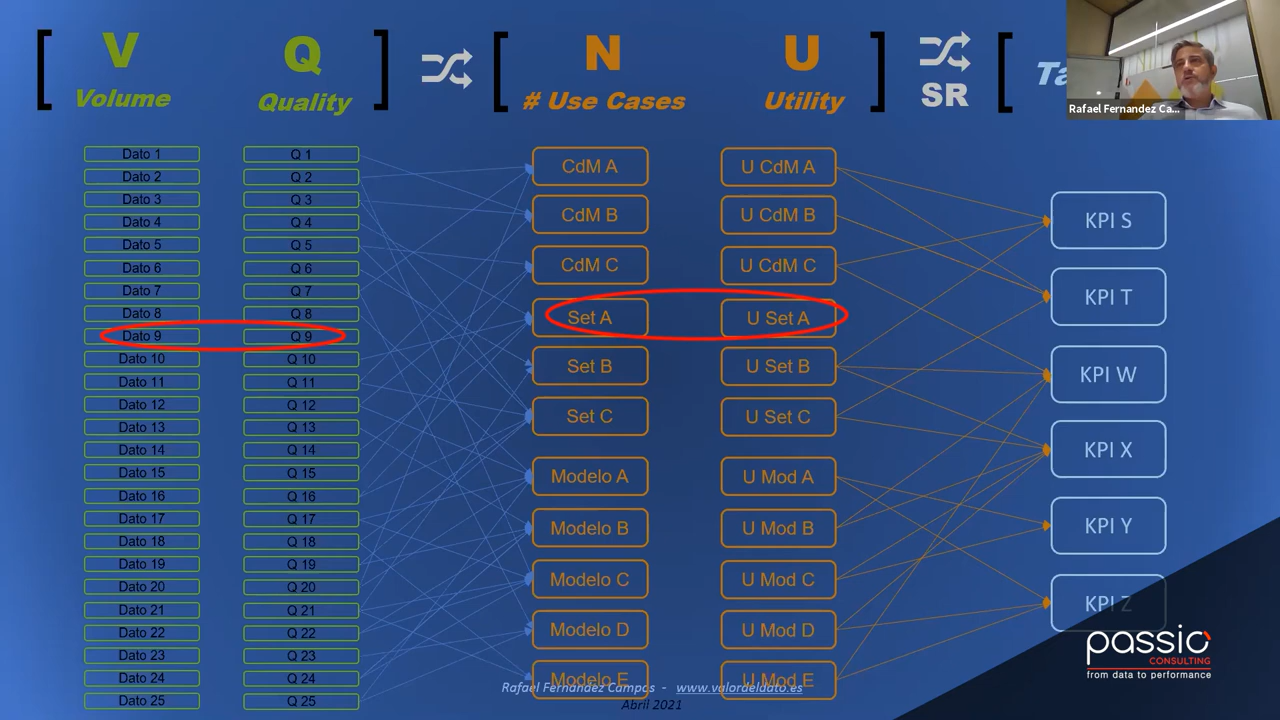 [ V Q ] [ N U ] SR [ Ta
Volume Quality # Use Cases Utility
Rafael Fernandez Ca...
Dato 1 Q 1
Dato 2 Q 2
Dato 3 Q 3
Dato 4 Q 4
Dato 5 Q 5
Dato 6 Q 6
Dato 7 Q 7
Dato 8 Q 8
Dato 9 Q 9
Dato 10 Q 10
Dato 11 Q 11
Dato 12 Q 12
Dato 13 Q 13
Dato 14 Q 14
Dato 15 Q 15
Dato 16 Q 16
Dato 17 Q 17
Dato 18 Q 18
Dato 19 Q 19
Dato 20 Q 20
Dato 21 Q 21
Dato 22 Q 22
Dato 23 Q 23
Dato 24 Q 24
Dato 25 Q 25
CdM A U CdM A
CdM B U CdM B
CdM C U CdM C
Set A U Set A
Set B U Set B
Set C U Set C
Modelo A U Mod A
Modelo B U Mod B
Modelo C U Mod C
Modelo D U Mod D
Modelo E U Mod E
KPI S
KPI T
KPI W
KPI X
KPI Y
KPI Z
passic
CONSULTING
from data to performance
Rafael Fernandez Campos - www.valordeldato.es
Abril 2021